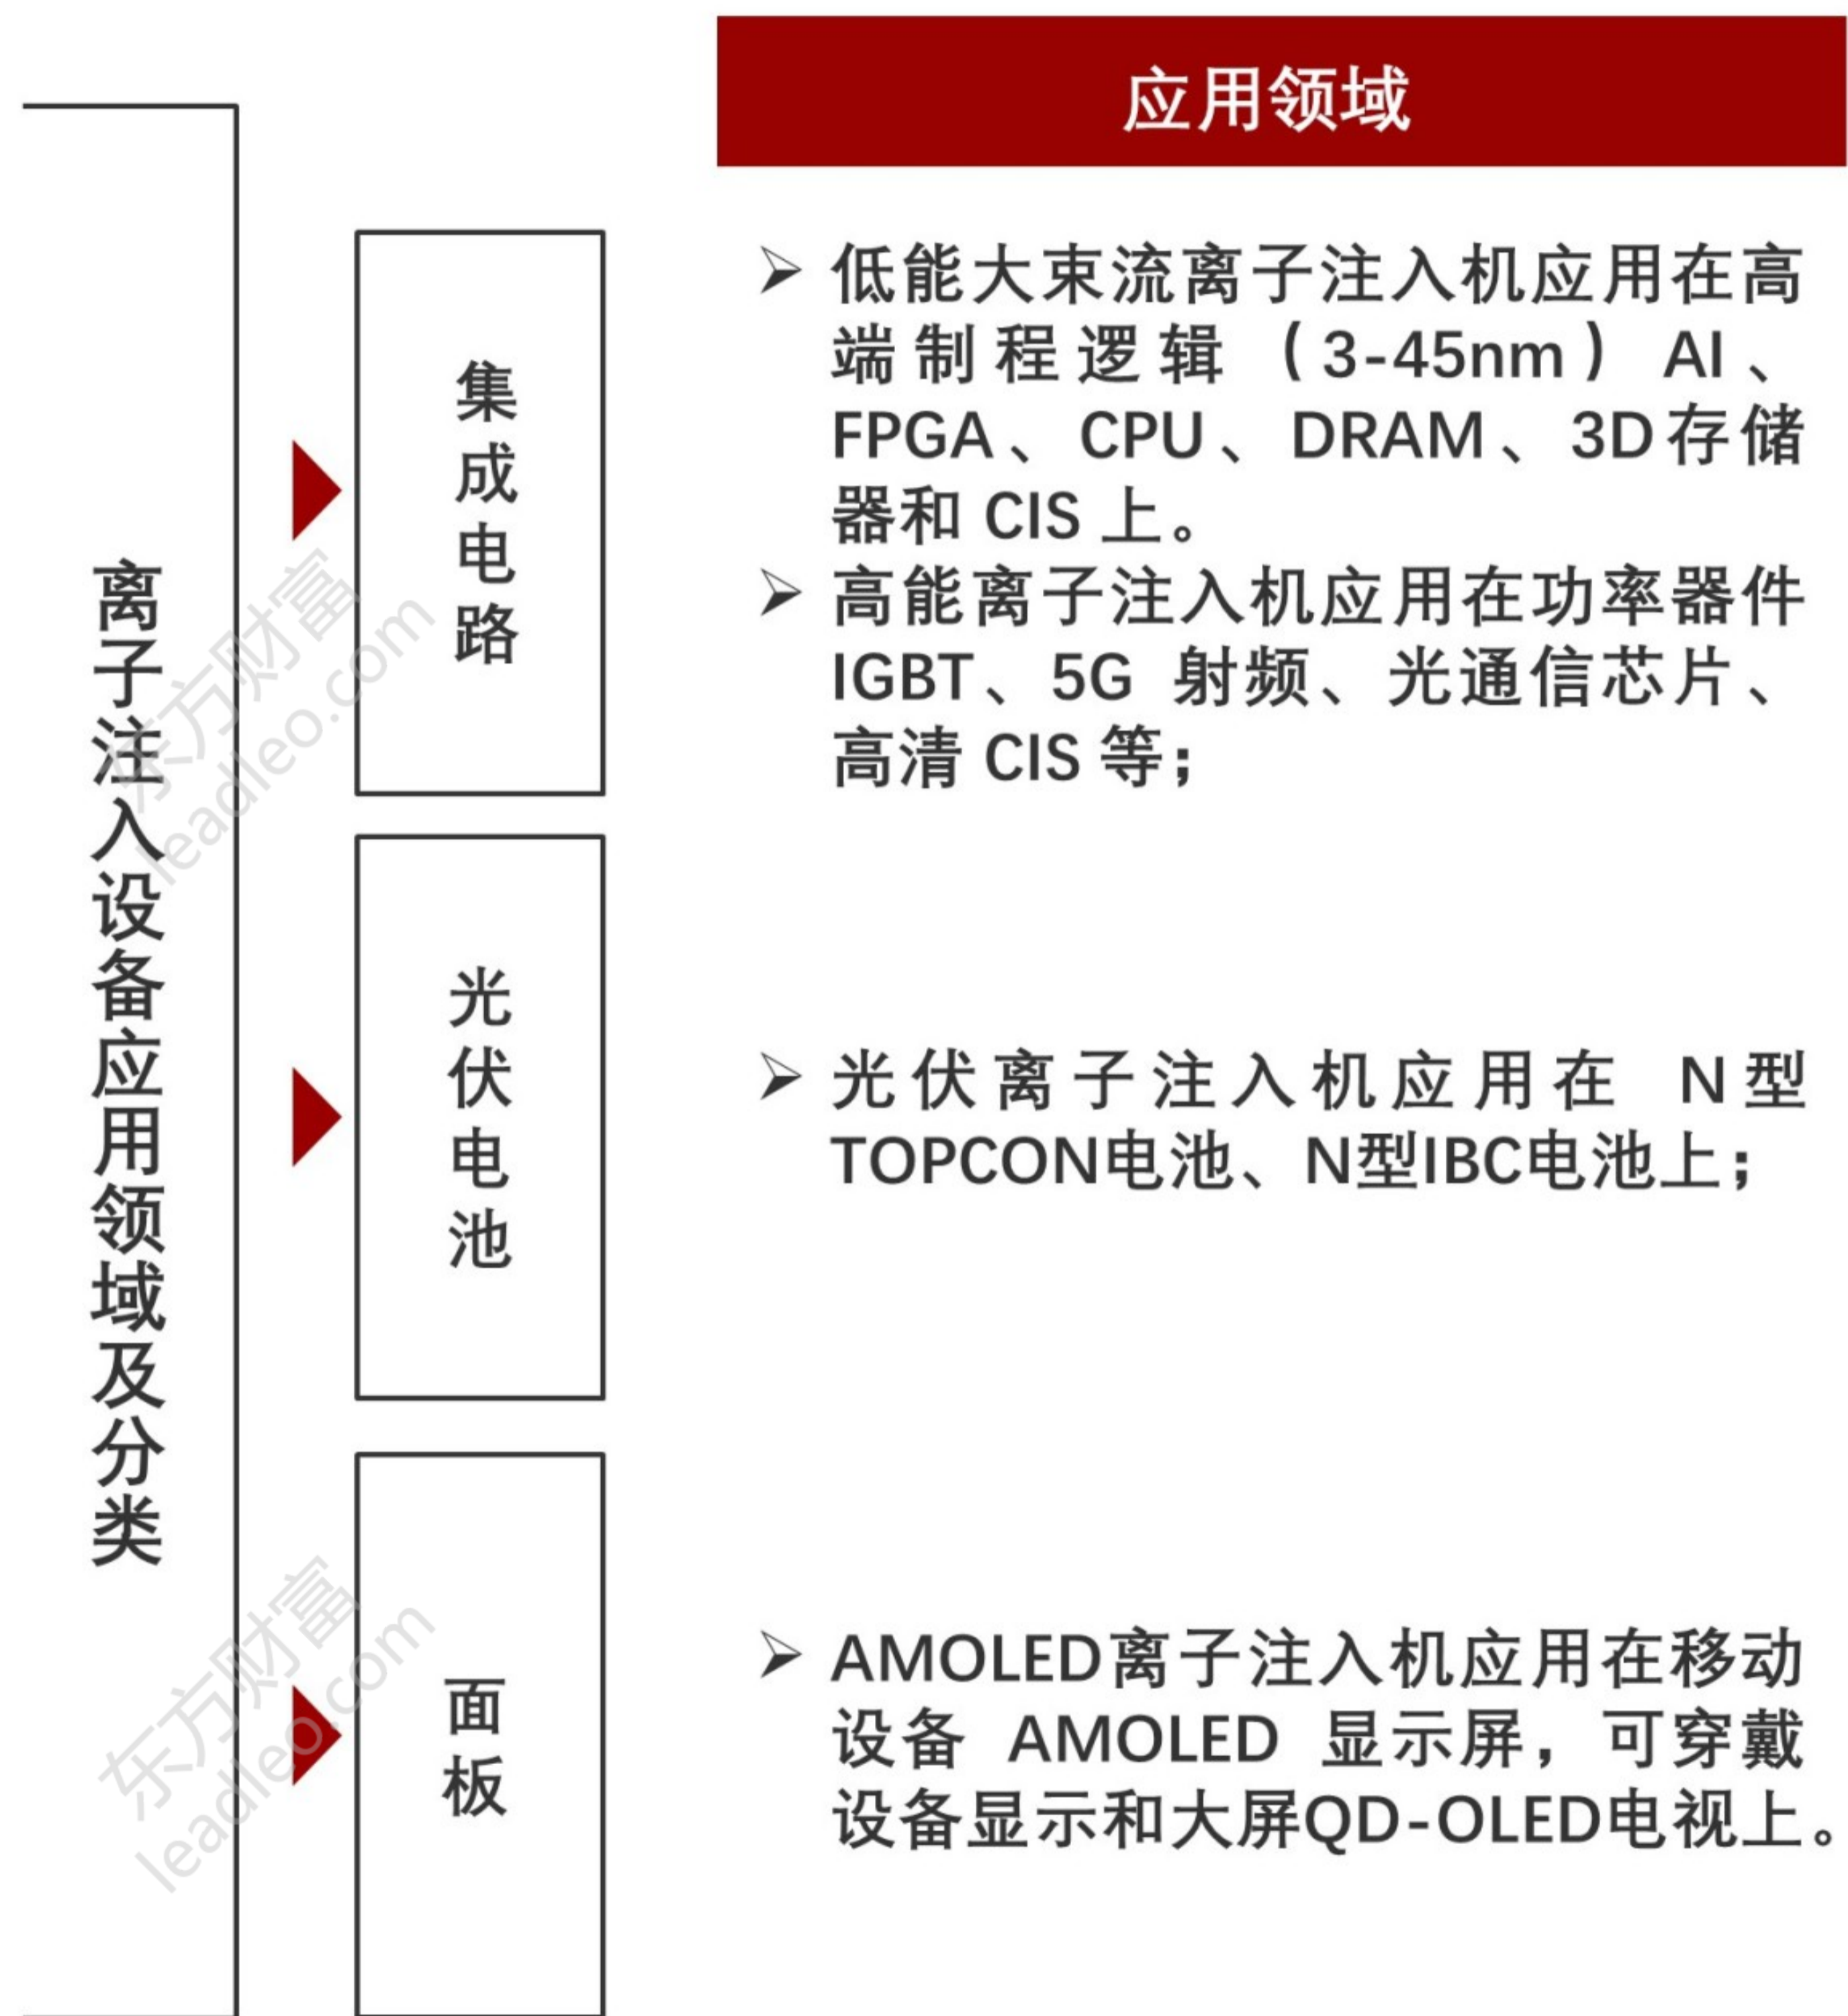 应用领域
离子注入设备应用领域及分类
集成电路
低能大束流离子注入机应用在高
端制程逻辑（3-45nm）AI、
FPGA、CPU、DRAM、3D存储
器和 CIS 上。
高能离子注入机应用在功率器件
IGBT、5G 射频、光通信芯片、
高清 CIS 等；
光伏电池
光伏离子注入机应用在 N型
TOPCON电池、N型IBC电池上；
面板
AMOLED离子注入机应用在移动
设备 AMOLED 显示屏，可穿戴
设备显示和大屏QD-OLED电视上。
东方财富
leadleo.com
东方财富
leadleo.com